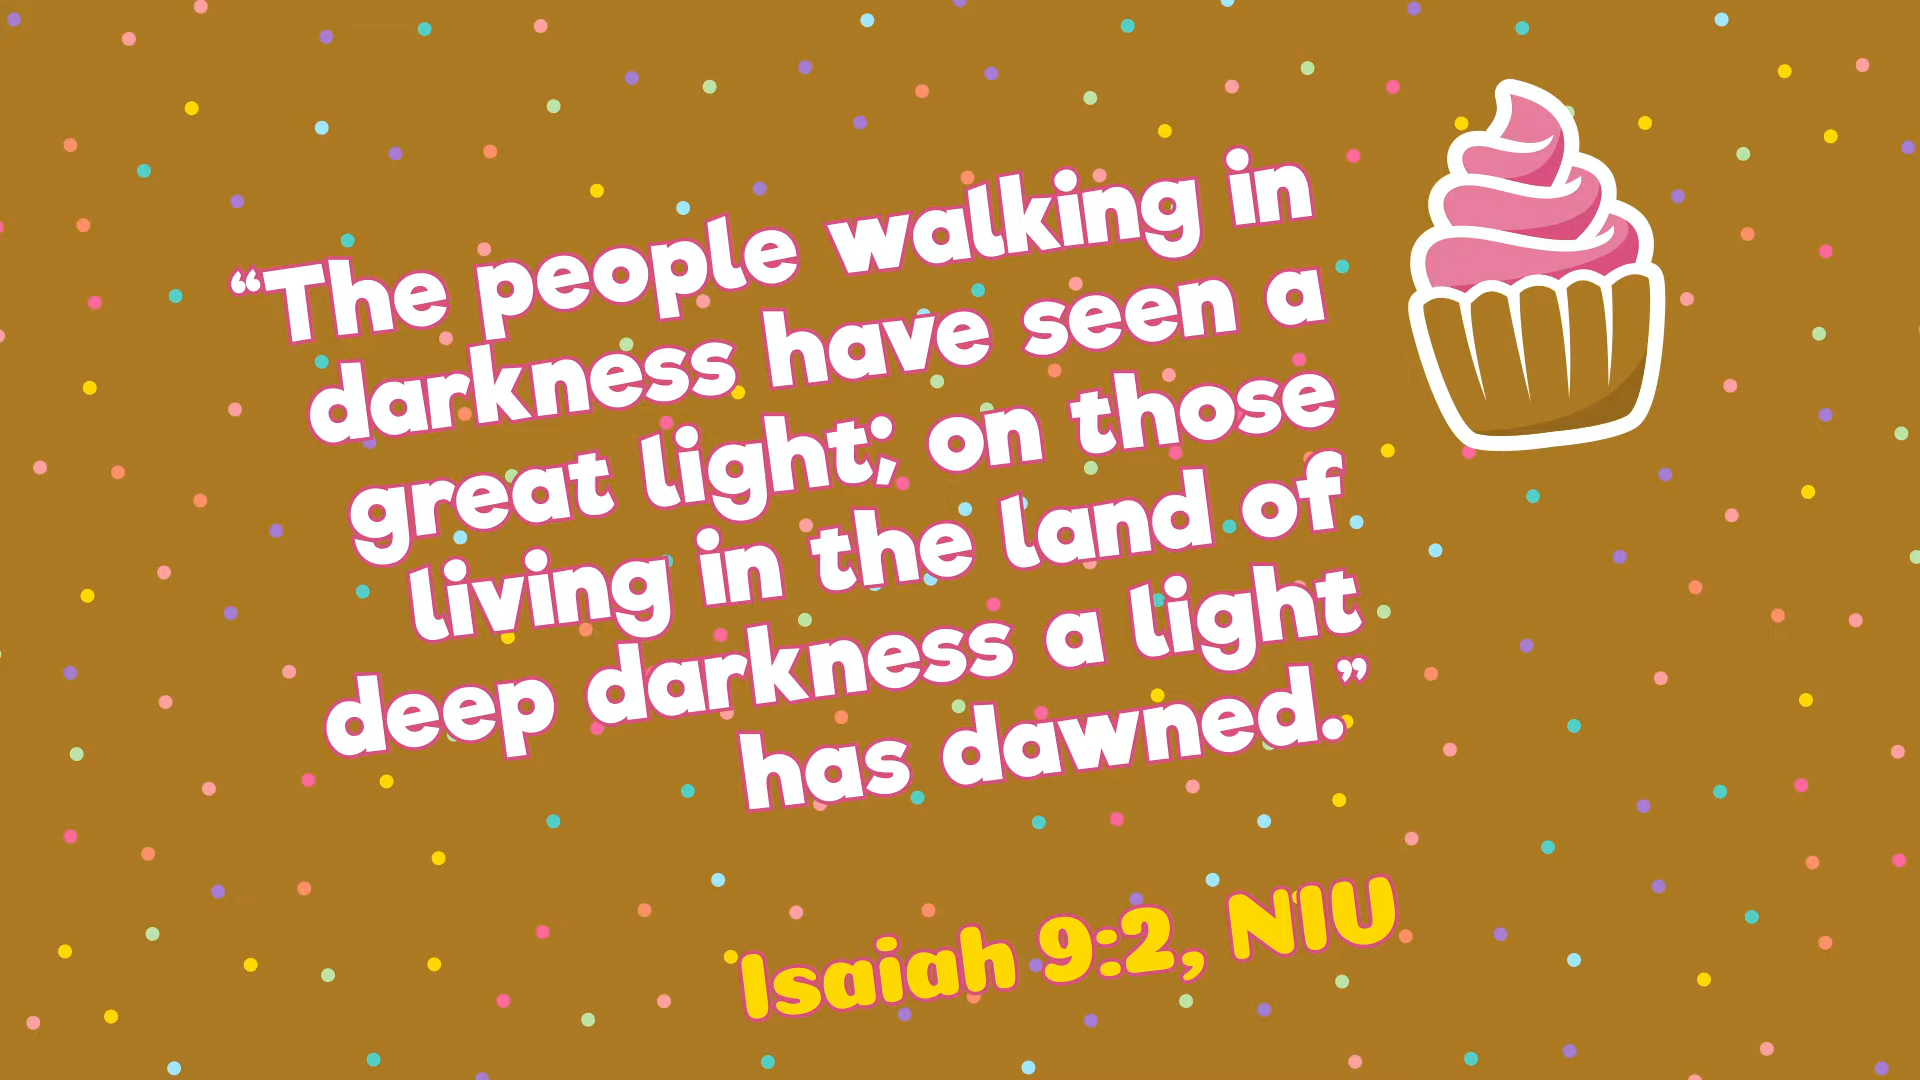 “The people walking in
darkness have seen a
great light; on those
living in the land of
deep darkness a light
has dawned.”
Isaiah 9:2, NIU